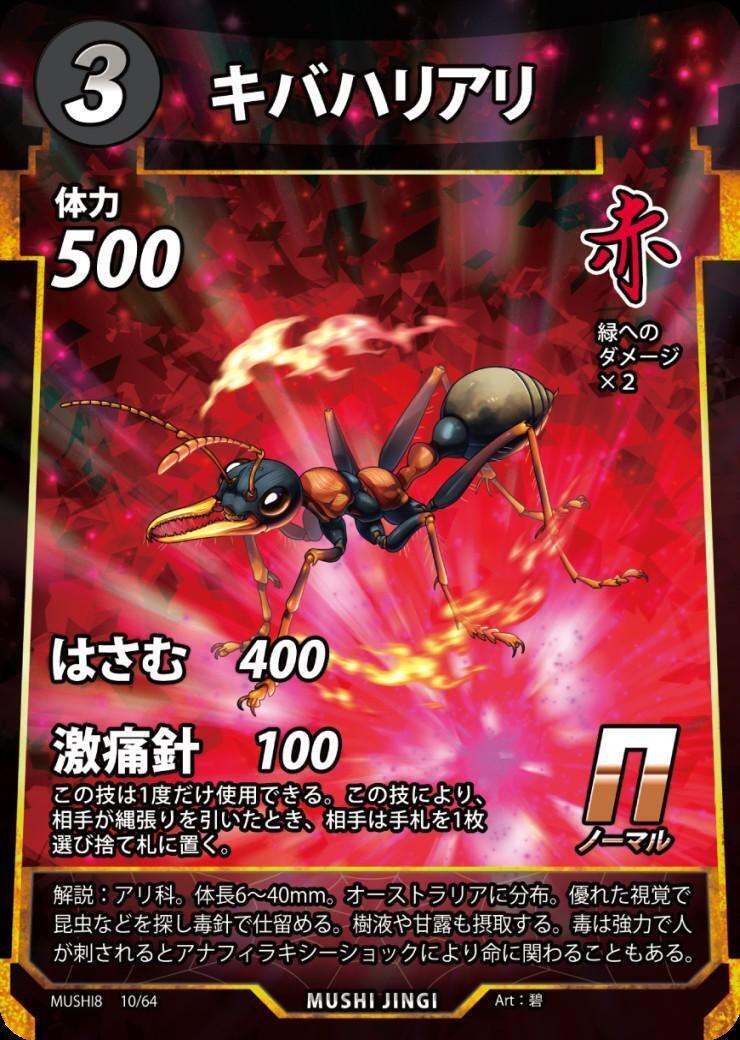 3
キバハリアリ
体力
500
赤
緑への
ダメージ
×2
はさむ 400
激痛針 100
この技は1度だけ使用できる。この技により、
相手が縄張りを引いたとき、相手は手札を1枚
選び捨て札に置く。
ノーマル
解説：アリ科。体長6〜40mm。オーストラリアに分布。優れた視覚で
昆虫などを探し毒針で仕留める。樹液や甘露も摂取する。毒は強力で人
が刺されるとアナフィラキシーショックにより命に関わることもある。
MUSHI8 10/64
MUSHI JINGI
Art：碧